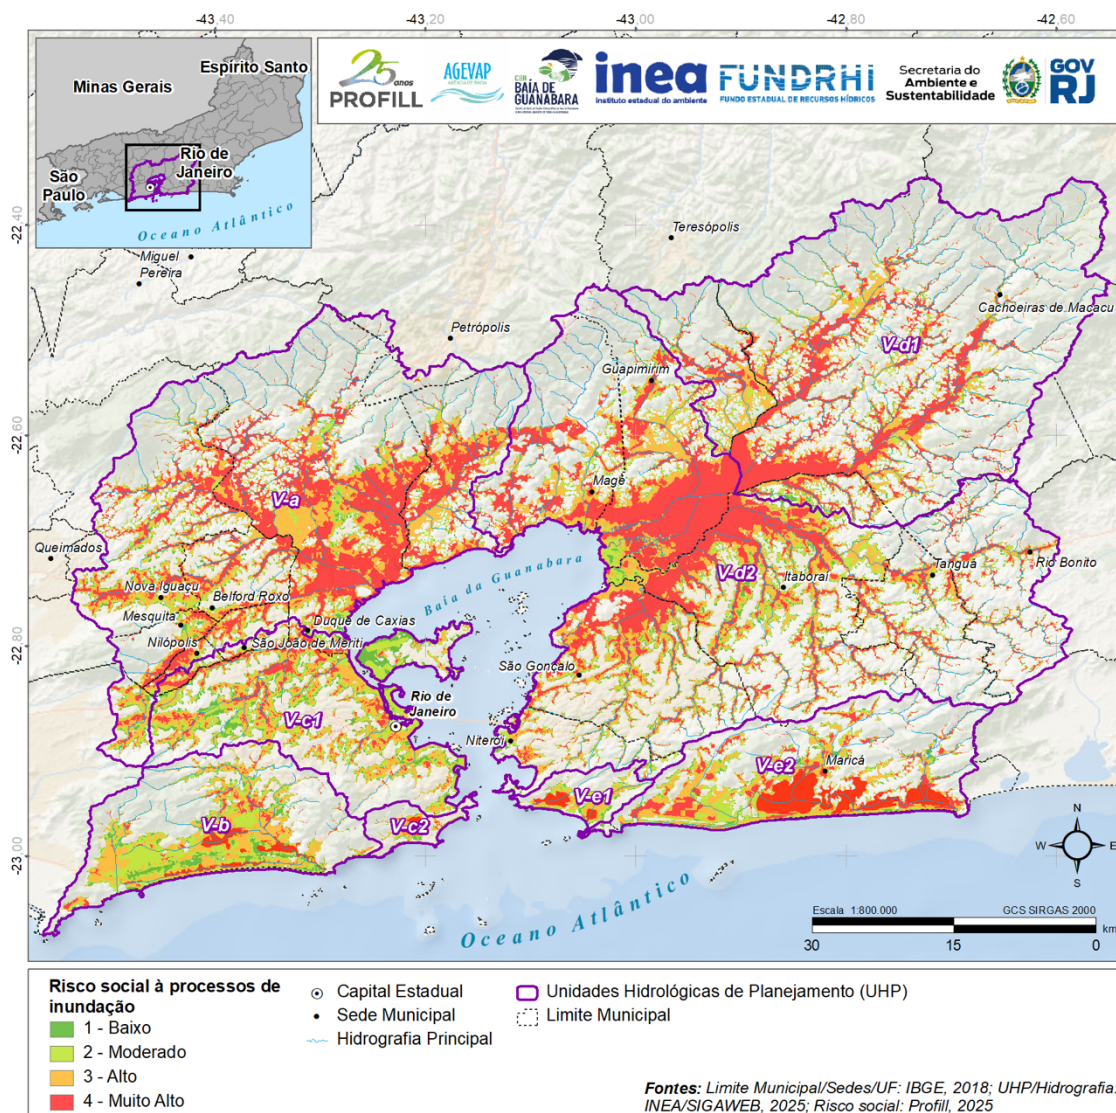 -43,40
-43,20
-43,00
-42,80
-42,60
Espírito Santo
Minas Gerais
Rio de
Janeiro
São
Paulo
Oceano Atlântico
25
anos
PROFILL
AGEVAP
CBH
BAÍA DE
GUANABARA
inea
instituto estadual do ambiente
FUNDRHI
FUNDO ESTADUAL DE RECURSOS HÍDRICOS
Secretaria do
Ambiente e
Sustentabilidade
GOV
RJ
-22,40
-22,60
-22,80
-23,00
Teresópolis
Miguel
Pereira
Cachoeiras de Macacu
Petrópolis
V-d1
Guapimirim
Magé
V-a
Queimados
Baía da Guanabara
Rio Bonito
Tanguá
V-d2
Itaboraí
Nova Iguaçu
Belford Roxo
Mesquita
Duque de Caxias
Nilópolis
São João de Meriti
São Gonçalo
Rio de
Janeiro
V-c1
Niterói
V-e2
Maricá
V-e1
V-b
V-c2
Oceano Atlântico
N
W
E
S
Escala 1:800.000
GCS SIRGAS 2000
km
30
15
0
Risco social à processos de
inundação
1 - Baixo
2 - Moderado
3 - Alto
4 - Muito Alto
Capital Estadual
Sede Municipal
Hidrografia Principal
Unidades Hidrológicas de Planejamento (UHP)
Limite Municipal
Fontes: Limite Municipal/Sedes/UF: IBGE, 2018; UHP/Hidrografia:
INEA/SIGAWEB, 2025; Risco social: Profill, 2025